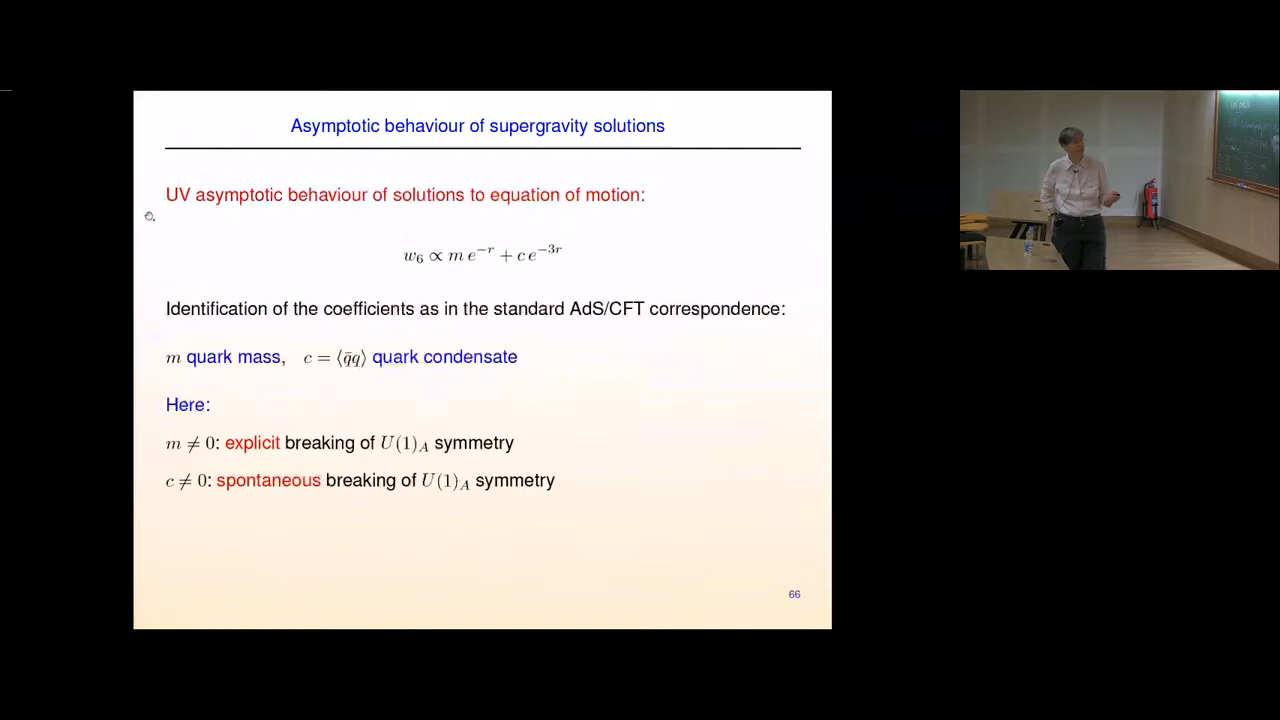 Asymptotic behaviour of supergravity solutions
UV asymptotic behaviour of solutions to equation of motion:
w₆ ∝ m e⁻ʳ + c e⁻³ʳ
Identification of the coefficients as in the standard AdS/CFT correspondence:
m quark mass, c = ⟨q̄q⟩ quark condensate
Here:
m ≠ 0: explicit breaking of U(1)_A symmetry
c ≠ 0: spontaneous breaking of U(1)_A symmetry
66